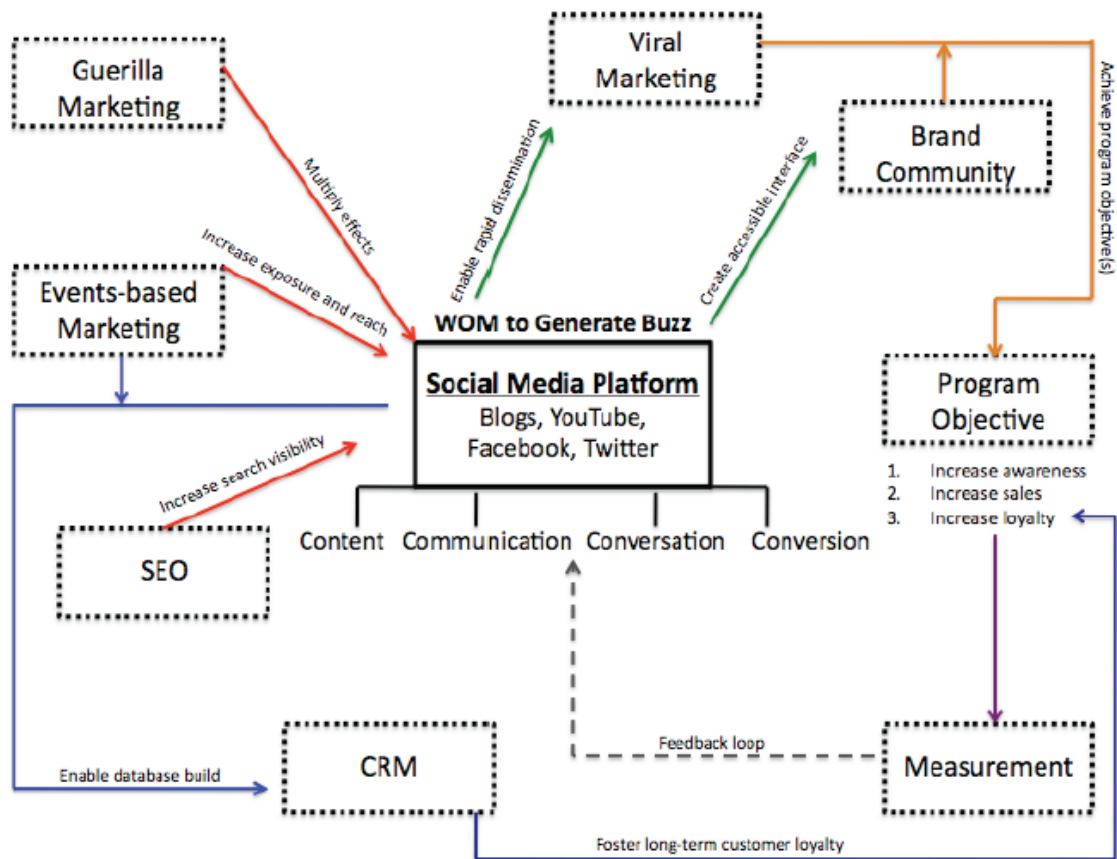 Guerilla
Marketing
Viral
Marketing
Brand
Community
Achieve program objective(s)
Multiply effects
Enable rapid dissemination
Create accessible interface
Increase exposure and reach
Events-based
Marketing
WOM to Generate Buzz
Social Media Platform
Blogs, YouTube,
Facebook, Twitter
Program
Objective
1. Increase awareness
2. Increase sales
3. Increase loyalty
Increase search visibility
SEO
Content Communication Conversation Conversion
CRM
Enable database build
Feedback loop
Measurement
Foster long-term customer loyalty